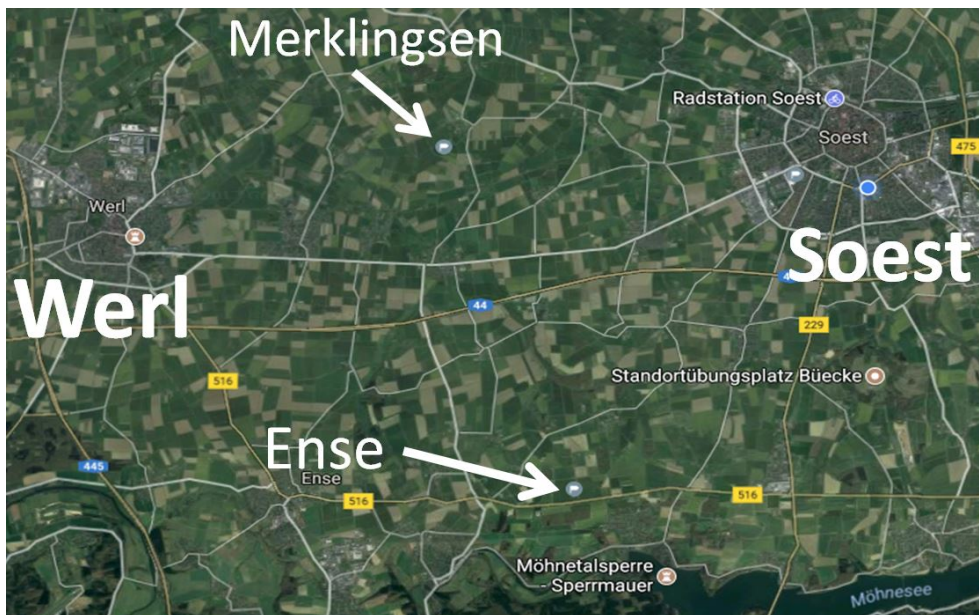 Merklingsen
Radstation Soest
Soest
475
Werl
Soest
Werl
44
229
516
Standortübungsplatz Büecke
Ense
445
Ense
516
516
Möhnetalsperre
- Sperrmauer
Möhnesee